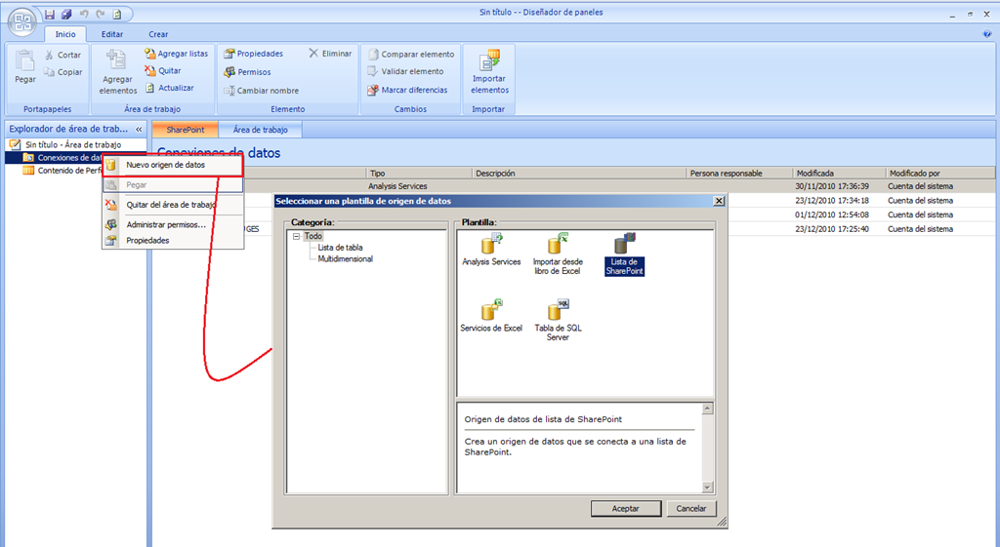 Sin título - - Diseñador de paneles
Inicio Editar Crear
Pegar
Cortar
Copiar
Portapapeles
Agregar
elementos
Agregar listas
Quitar
Actualizar
Área de trabajo
Propiedades
Permisos
Cambiar nombre
Eliminar
Elemento
Comparar elemento
Validar elemento
Marcar diferencias
Cambios
Importar
elementos
Importar
Explorador de área de trab... «
Sin título - Área de trabajo
Conexiones de dat
Contenido de Perf
Nuevo origen de datos
Pegar
Quitar del área de trabajo
Administrar permisos...
Propiedades
SharePoint Área de trabajo
Conexiones de datos
Tipo Descripción Persona responsable Modificada Modificado por
Analysis Services 30/11/2010 17:36:39 Cuenta del sistema
23/12/2010 17:34:18 Cuenta del sistema
01/12/2010 12:54:08 Cuenta del sistema
GES 23/12/2010 17:25:40 Cuenta del sistema
Seleccionar una plantilla de origen de datos
Categoría:
Todo
Lista de tabla
Multidimensional
Plantilla:
Analysis Services
Importar desde
libro de Excel
Lista de
SharePoint
Servicios de Excel
SQL
Tabla de SQL
Server
Origen de datos de lista de SharePoint
Crea un origen de datos que se conecta a una lista de
SharePoint.
Aceptar Cancelar